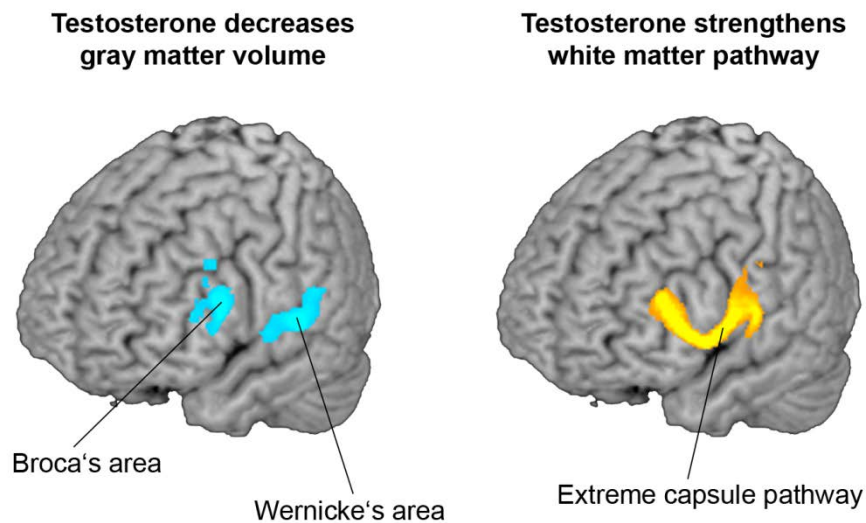 Testosterone decreases
gray matter volume
Testosterone strengthens
white matter pathway
Broca‘s area
Wernicke‘s area
Extreme capsule pathway